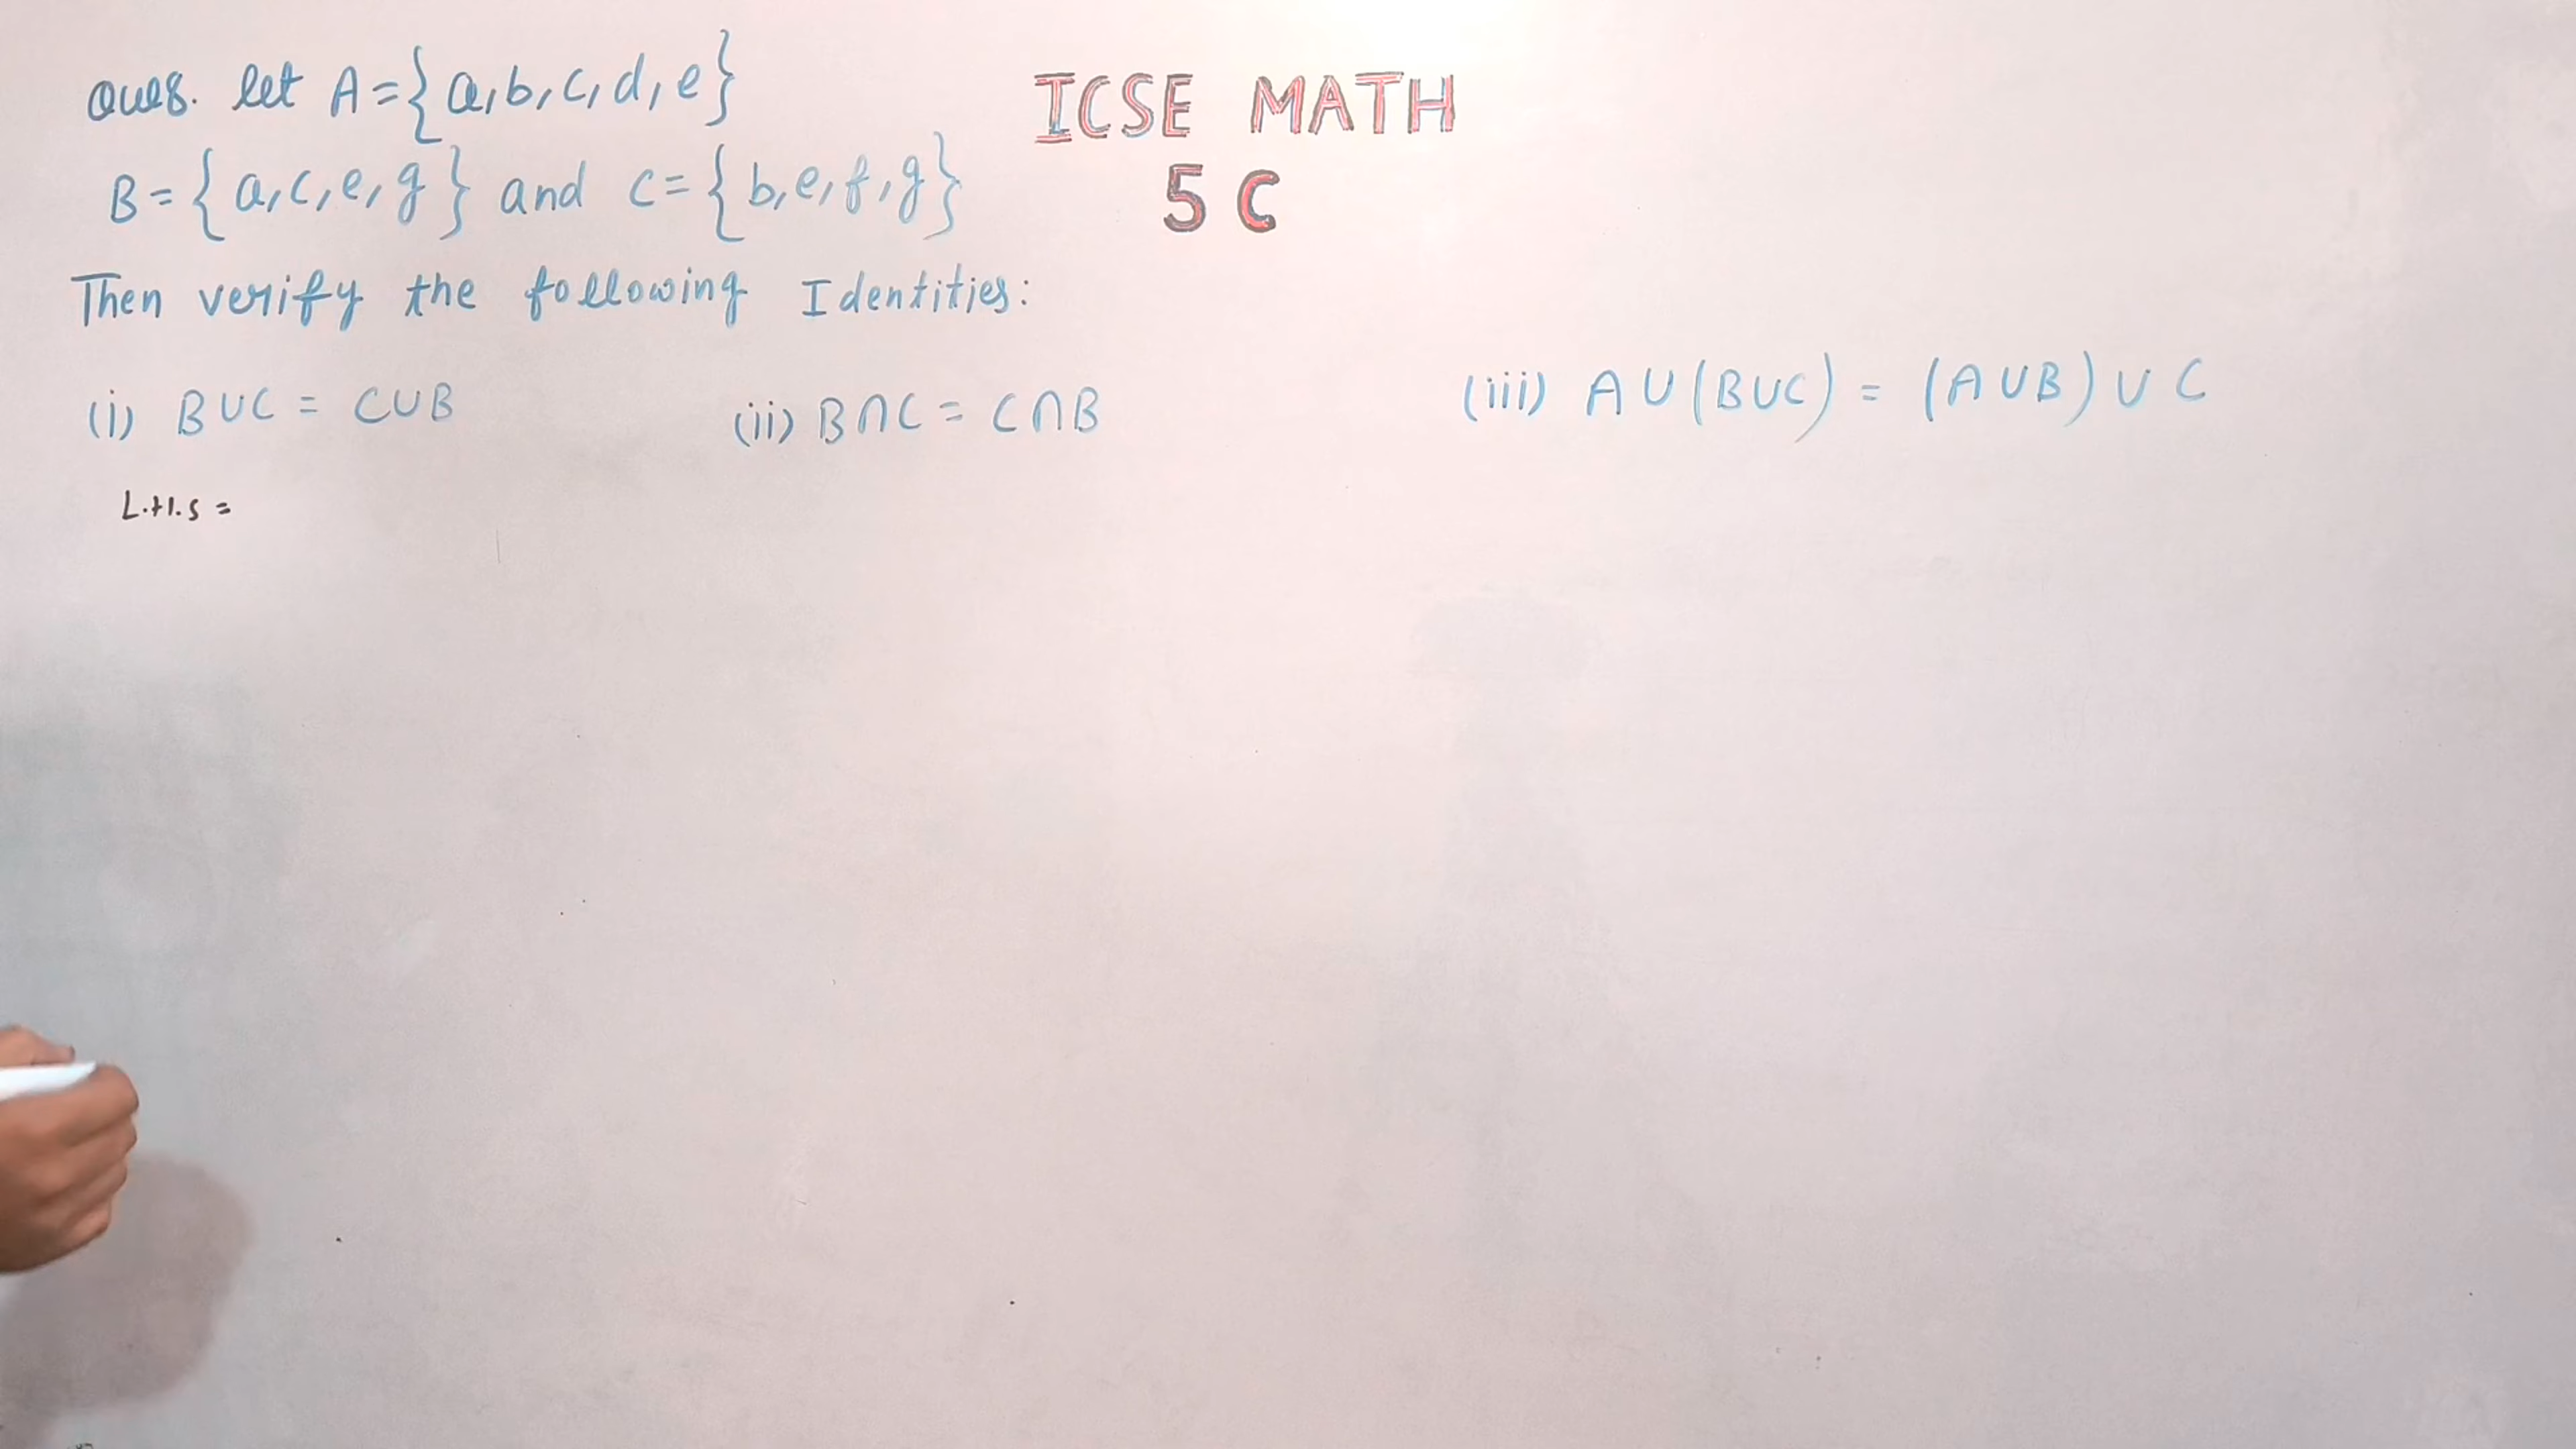 Ques. let A={a,b,c,d,e}
B={a,c,e,g} and C={b,e,f,g}
Then verify the following Identities:
ICSE MATH
5 C
(i) B∪C = C∪B
(ii) B∩C = C∩B
(iii) A∪(B∪C) = (A∪B)∪C
L.H.S =